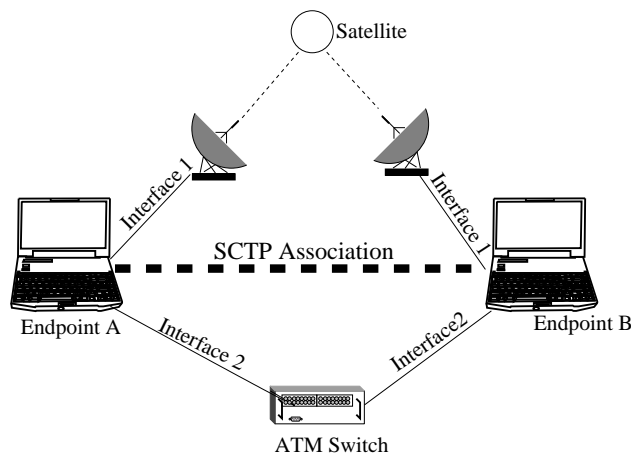 Satellite
Interface 1
Interface 1
SCTP Association
Endpoint A
Endpoint B
Interface 2
Interface2
ATM Switch